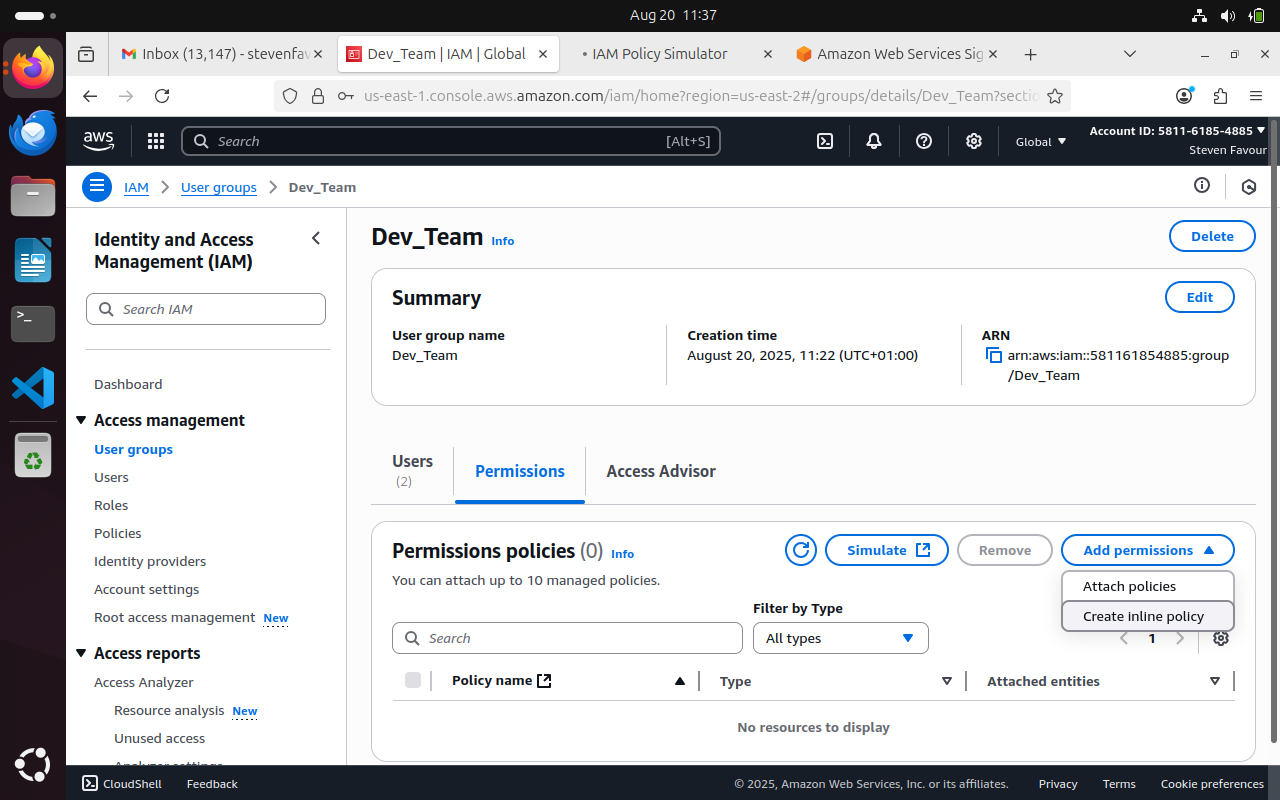 Aug 20 11:37
Inbox (13,147) - stevenfav
Dev_Team | IAM | Global
IAM Policy Simulator
Amazon Web Services Sig
us-east-1.console.aws.amazon.com/iam/home?region=us-east-2#/groups/details/Dev_Team?sectio
aws
Search
[Alt+S]
Global
Account ID: 5811-6185-4885
Steven Favour
IAM
User groups
Dev_Team
Identity and Access
Management (IAM)
Search IAM
Dashboard
Access management
User groups
Users
Roles
Policies
Identity providers
Account settings
Root access management New
Access reports
Access Analyzer
Resource analysis New
Unused access
Analyzer settings
Dev_Team Info
Delete
Summary
Edit
User group name
Dev_Team
Creation time
August 20, 2025, 11:22 (UTC+01:00)
ARN
arn:aws:iam::581161854885:group
/Dev_Team
Users
(2)
Permissions
Access Advisor
Permissions policies (0) Info
Simulate
Remove
Add permissions
You can attach up to 10 managed policies.
Attach policies
Create inline policy
Filter by Type
Search
All types
1
Policy name
Type
Attached entities
No resources to display
CloudShell
Feedback
© 2025, Amazon Web Services, Inc. or its affiliates.
Privacy
Terms
Cookie preferences